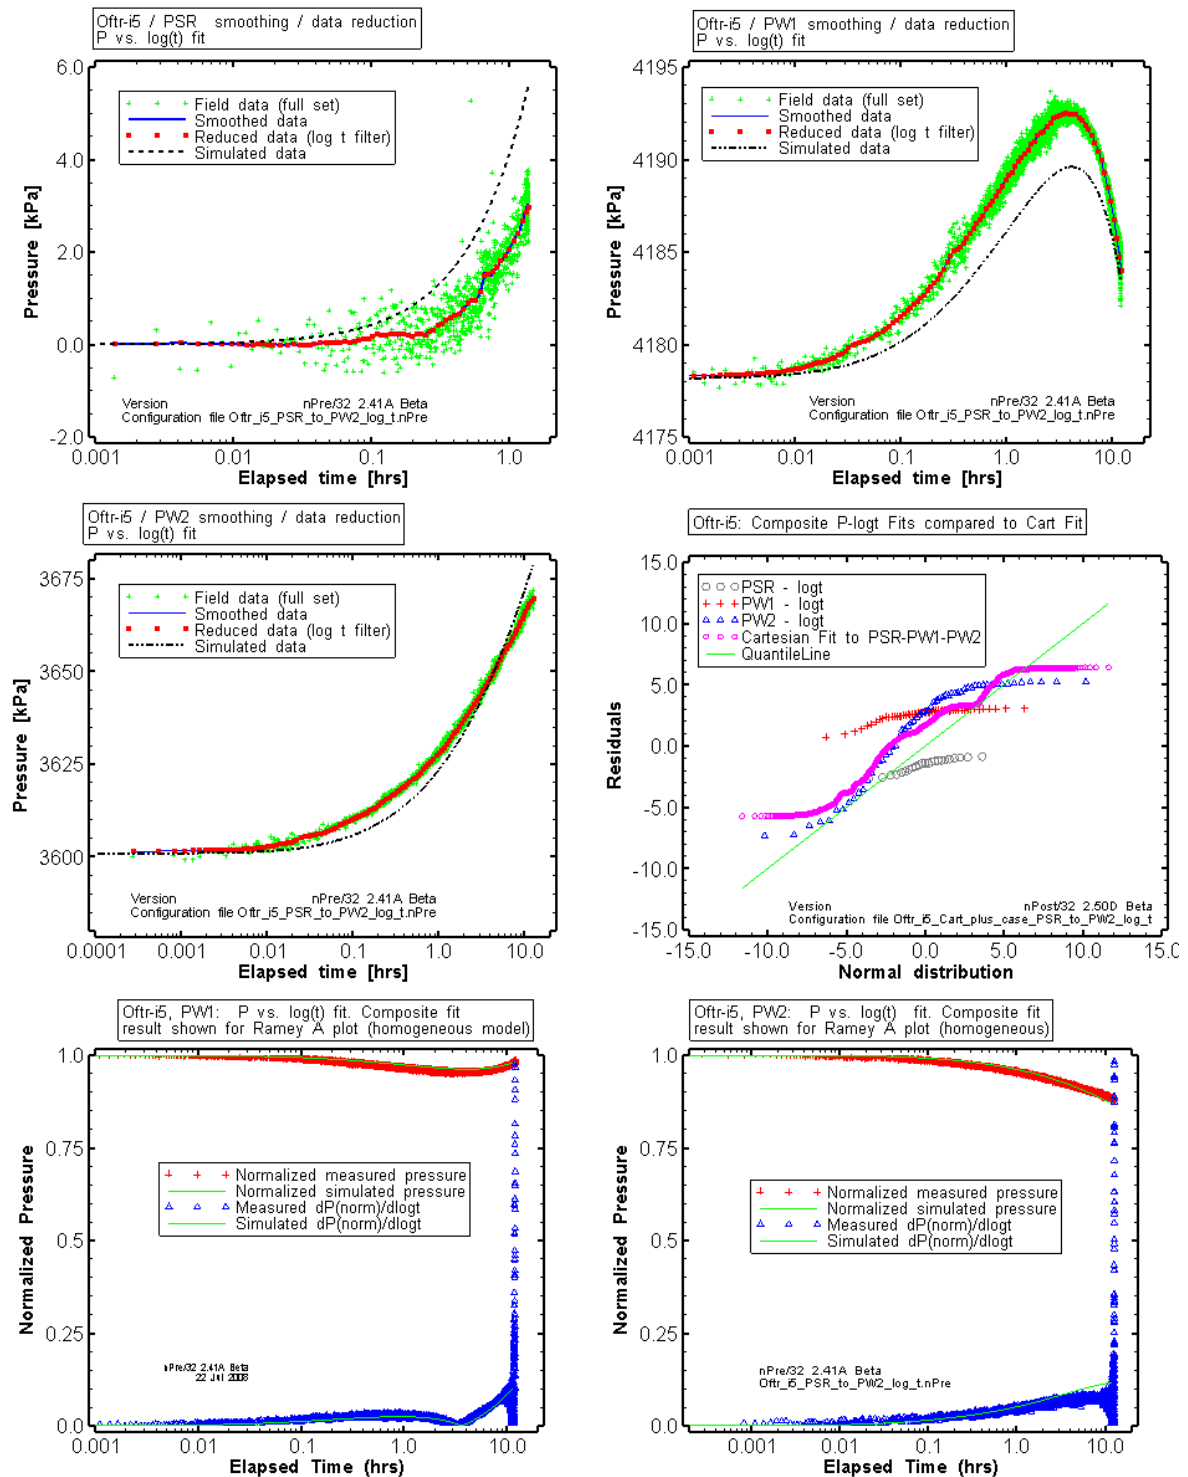 Oftr-i5 / PSR smoothing / data reduction
P vs. log(t) fit
6.0
4.0
2.0
0.0
-2.0
Pressure [kPa]
Field data (full set)
Smoothed data
Reduced data (log t filter)
Simulated data
Version nPre/32 2.41A Beta
Configuration file Oftr_i5_PSR_to_PW2_log_t.nPre
0.001 0.01 0.1 1.0
Elapsed time [hrs]
Oftr-i5 / PW1 smoothing / data reduction
P vs. log(t) fit
4195
4190
4185
4180
4175
Pressure [kPa]
Field data (full set)
Smoothed data
Reduced data (log t filter)
Simulated data
Version nPre/32 2.41A Beta
Configuration file Oftr_i5_PSR_to_PW2_log_t.nPre
0.001 0.01 0.1 1.0 10.0
Elapsed time [hrs]
Oftr-i5 / PW2 smoothing / data reduction
P vs. log(t) fit
3675
3650
3625
3600
Pressure [kPa]
Field data (full set)
Smoothed data
Reduced data (log t filter)
Simulated data
Version nPre/32 2.41A Beta
Configuration file Oftr_i5_PSR_to_PW2_log_t.nPre
0.0001 0.001 0.01 0.1 1.0 10.0
Elapsed time [hrs]
Oftr-i5: Composite P-logt Fits compared to Cart Fit
15.0
10.0
5.0
0.0
-5.0
-10.0
-15.0
Residuals
PSR - logt
PW1 - logt
PW2 - logt
Cartesian Fit to PSR-PW1-PW2
QuantileLine
Version nPost/32 2.50D Beta
Configuration file Oftr_i5_Cart_plus_case_PSR_to_PW2_log_t
-15.0 -10.0 -5.0 0.0 5.0 10.0 15.0
Normal distribution
Oftr-i5, PW1: P vs. log(t) fit. Composite fit
result shown for Ramey A plot (homogeneous model)
1.0
0.75
0.5
0.25
0.0
Normalized Pressure
Normalized measured pressure
Normalized simulated pressure
Measured dP(norm)/dlogt
Simulated dP(norm)/dlogt
nPre/32 2.41A Beta
22 Jul 2008
0.001 0.01 0.1 1.0 10.0
Elapsed Time (hrs)
Oftr-i5, PW2: P vs. log(t) fit. Composite fit
result shown for Ramey A plot (homogeneous)
1.0
0.75
0.5
0.25
0.0
Normalized Pressure
Normalized measured pressure
Normalized simulated pressure
Measured dP(norm)/dlogt
Simulated dP(norm)/dlogt
nPre/32 2.41A Beta
Oftr_i5_PSR_to_PW2_log_t.nPre
0.001 0.01 0.1 1.0 10.0
Elapsed Time (hrs)